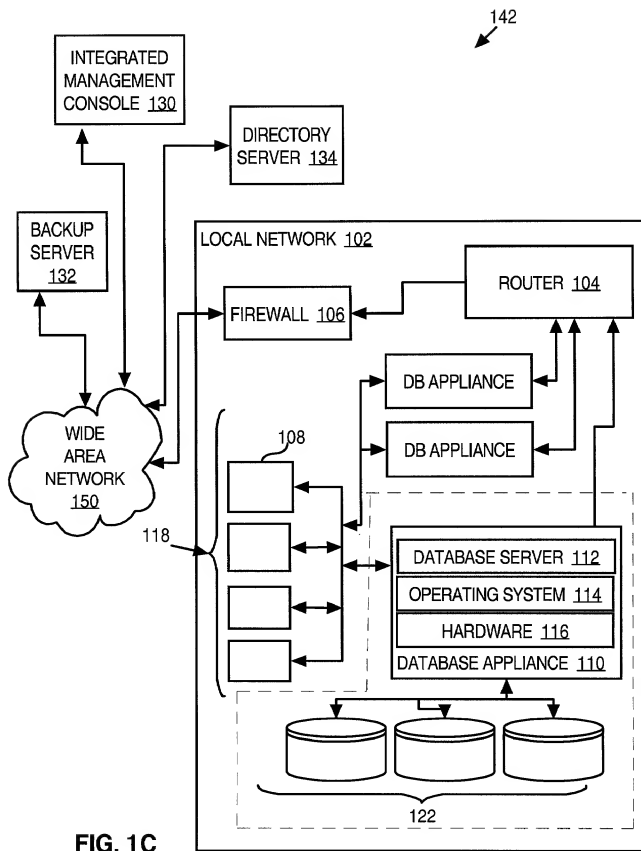 142
INTEGRATED
MANAGEMENT
CONSOLE 130
DIRECTORY
SERVER 134
BACKUP
SERVER
132
LOCAL NETWORK 102
ROUTER 104
FIREWALL 106
DB APPLIANCE
DB APPLIANCE
WIDE
AREA
NETWORK
150
108
118
DATABASE SERVER 112
OPERATING SYSTEM 114
HARDWARE 116
DATABASE APPLIANCE 110
122
FIG. 1C